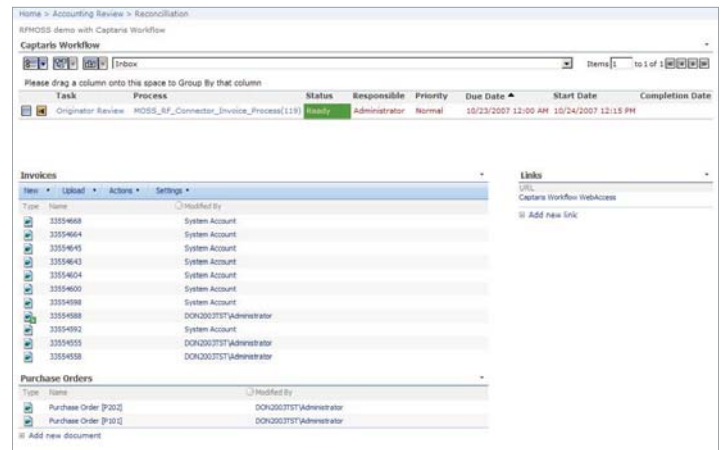 Home > Accounting Review > Reconciliation
RFMOSS demo with Captaris Workflow
Captaris Workflow
Inbox Items 1 to 1 of 1
Please drag a column onto this space to Group By that column
Task Process Status Responsible Priority Due Date Start Date Completion Date
Originator Review MOSS_RF_Connector_Invoice_Process(119) Ready Administrator Normal 10/23/2007 12:00 AM 10/24/2007 12:15 PM
Invoices
New Upload Actions Settings
Type Name Modified By
33554668 System Account
33554664 System Account
33554645 System Account
33554643 System Account
33554604 System Account
33554600 System Account
33554598 System Account
33554588 DON2003TST\Administrator
33554592 System Account
33554555 DON2003TST\Administrator
33554558 DON2003TST\Administrator
Links
URL
Captaris Workflow WebAccess
Add new link
Purchase Orders
Type Name Modified By
Purchase Order [P202] DON2003TST\Administrator
Purchase Order [P101] DON2003TST\Administrator
Add new document